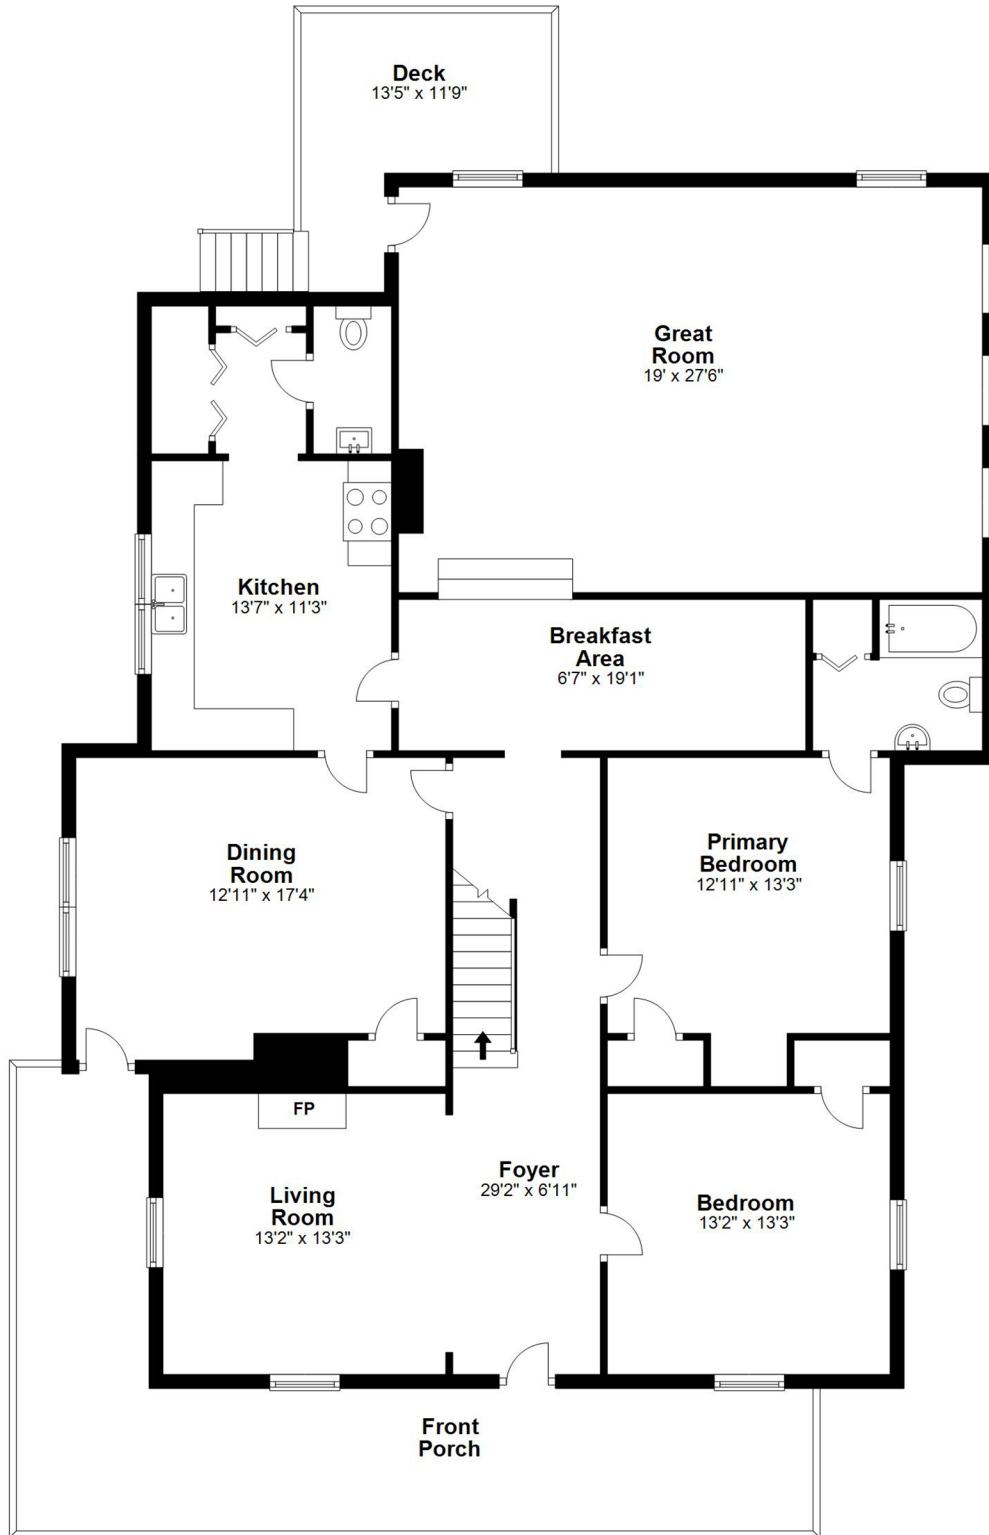 Deck
13'5" x 11'9"
Great
Room
19' x 27'6"
Kitchen
13'7" x 11'3"
Breakfast
Area
6'7" x 19'1"
Dining
Room
12'11" x 17'4"
Primary
Bedroom
12'11" x 13'3"
FP
Living
Room
13'2" x 13'3"
Foyer
29'2" x 6'11"
Bedroom
13'2" x 13'3"
Front
Porch